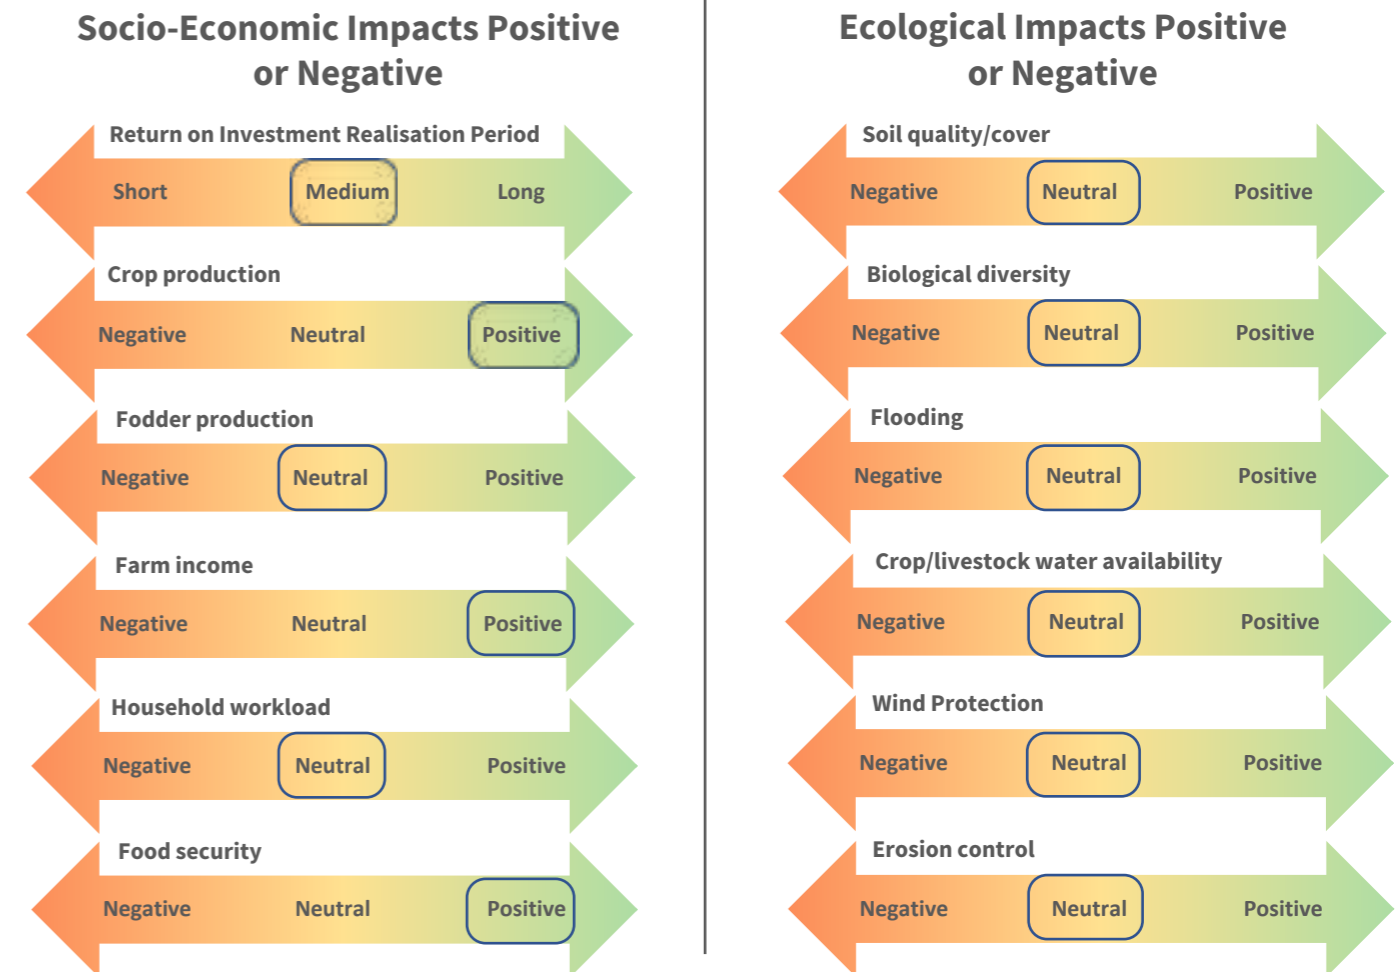 Socio-Economic Impacts Positive
or Negative
Return on Investment Realisation Period
Short Medium Long
Crop production
Negative Neutral Positive
Fodder production
Negative Neutral Positive
Farm income
Negative Neutral Positive
Household workload
Negative Neutral Positive
Food security
Negative Neutral Positive
Ecological Impacts Positive
or Negative
Soil quality/cover
Negative Neutral Positive
Biological diversity
Negative Neutral Positive
Flooding
Negative Neutral Positive
Crop/livestock water availability
Negative Neutral Positive
Wind Protection
Negative Neutral Positive
Erosion control
Negative Neutral Positive